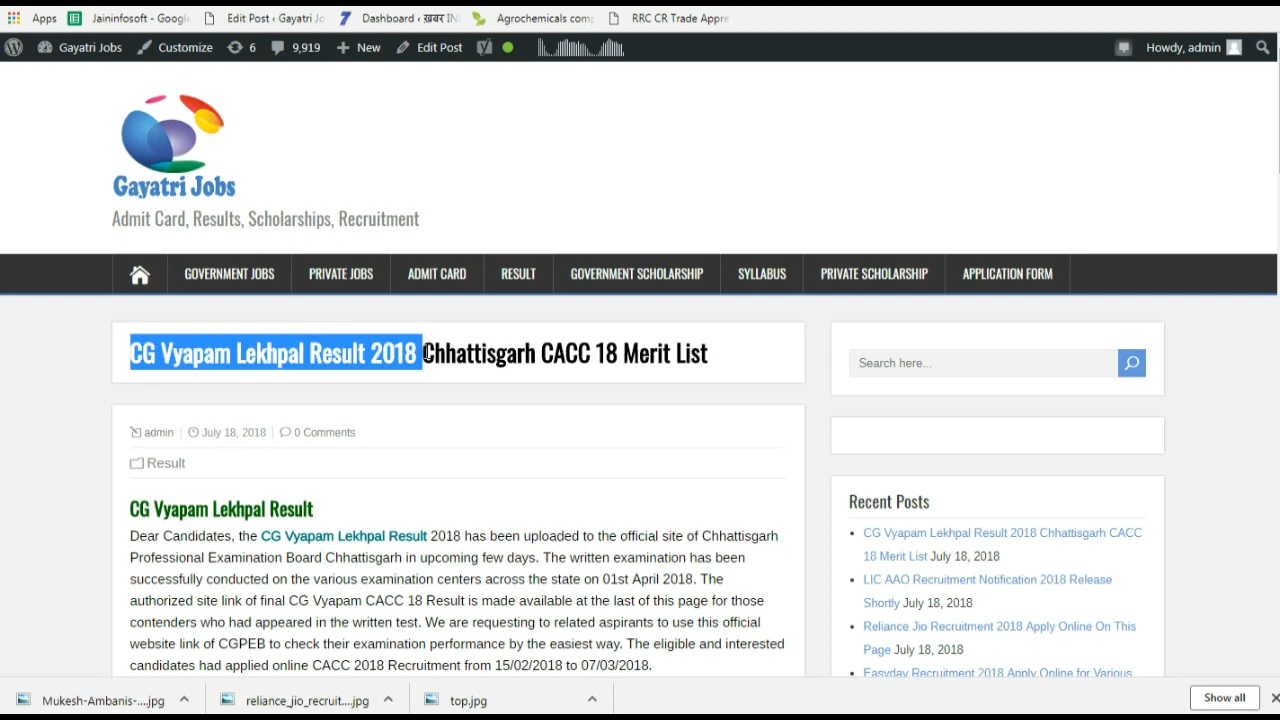 Apps Jaininfosoft - Google Edit Post ‹ Gayatri Jo Dashboard ‹ ख़बर IN Agrochemicals comp RRC CR Trade Appre
Gayatri Jobs Customize 6 9,919 New Edit Post Howdy, admin
Gayatri Jobs
Admit Card, Results, Scholarships, Recruitment
GOVERNMENT JOBS PRIVATE JOBS ADMIT CARD RESULT GOVERNMENT SCHOLARSHIP SYLLABUS PRIVATE SCHOLARSHIP APPLICATION FORM
CG Vyapam Lekhpal Result 2018 Chhattisgarh CACC 18 Merit List
Search here...
admin July 18, 2018 0 Comments
Result
CG Vyapam Lekhpal Result
Dear Candidates, the CG Vyapam Lekhpal Result 2018 has been uploaded to the official site of Chhattisgarh
Professional Examination Board Chhattisgarh in upcoming few days. The written examination has been
successfully conducted on the various examination centers across the state on 01st April 2018. The
authorized site link of final CG Vyapam CACC 18 Result is made available at the last of this page for those
contenders who had appeared in the written test. We are requesting to related aspirants to use this official
website link of CGPEB to check their examination performance by the easiest way. The eligible and interested
candidates had applied online CACC 2018 Recruitment from 15/02/2018 to 07/03/2018.
Recent Posts
CG Vyapam Lekhpal Result 2018 Chhattisgarh CACC
18 Merit List July 18, 2018
LIC AAO Recruitment Notification 2018 Release
Shortly July 18, 2018
Reliance Jio Recruitment 2018 Apply Online On This
Page July 18, 2018
Easyday Recruitment 2018 Apply Online for Various
Mukesh-Ambanis-....jpg reliance_jio_recruit....jpg top.jpg Show all